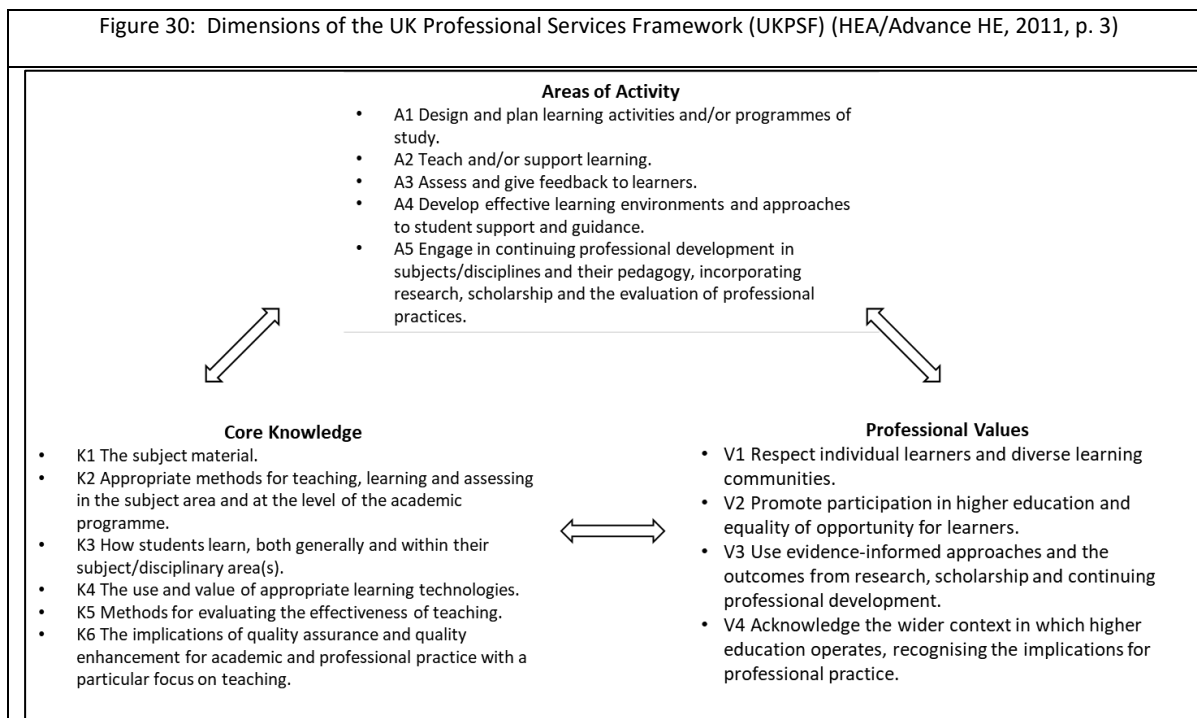 Figure 30: Dimensions of the UK Professional Services Framework (UKPSF) (HEA/Advance HE, 2011, p. 3)
Areas of Activity
• A1 Design and plan learning activities and/or programmes of
study.
• A2 Teach and/or support learning.
• A3 Assess and give feedback to learners.
• A4 Develop effective learning environments and approaches
to student support and guidance.
• A5 Engage in continuing professional development in
subjects/disciplines and their pedagogy, incorporating
research, scholarship and the evaluation of professional
practices.
Core Knowledge
• K1 The subject material.
• K2 Appropriate methods for teaching, learning and assessing
in the subject area and at the level of the academic
programme.
• K3 How students learn, both generally and within their
subject/disciplinary area(s).
• K4 The use and value of appropriate learning technologies.
• K5 Methods for evaluating the effectiveness of teaching.
• K6 The implications of quality assurance and quality
enhancement for academic and professional practice with a
particular focus on teaching.
Professional Values
• V1 Respect individual learners and diverse learning
communities.
• V2 Promote participation in higher education and
equality of opportunity for learners.
• V3 Use evidence-informed approaches and the
outcomes from research, scholarship and continuing
professional development.
• V4 Acknowledge the wider context in which higher
education operates, recognising the implications for
professional practice.